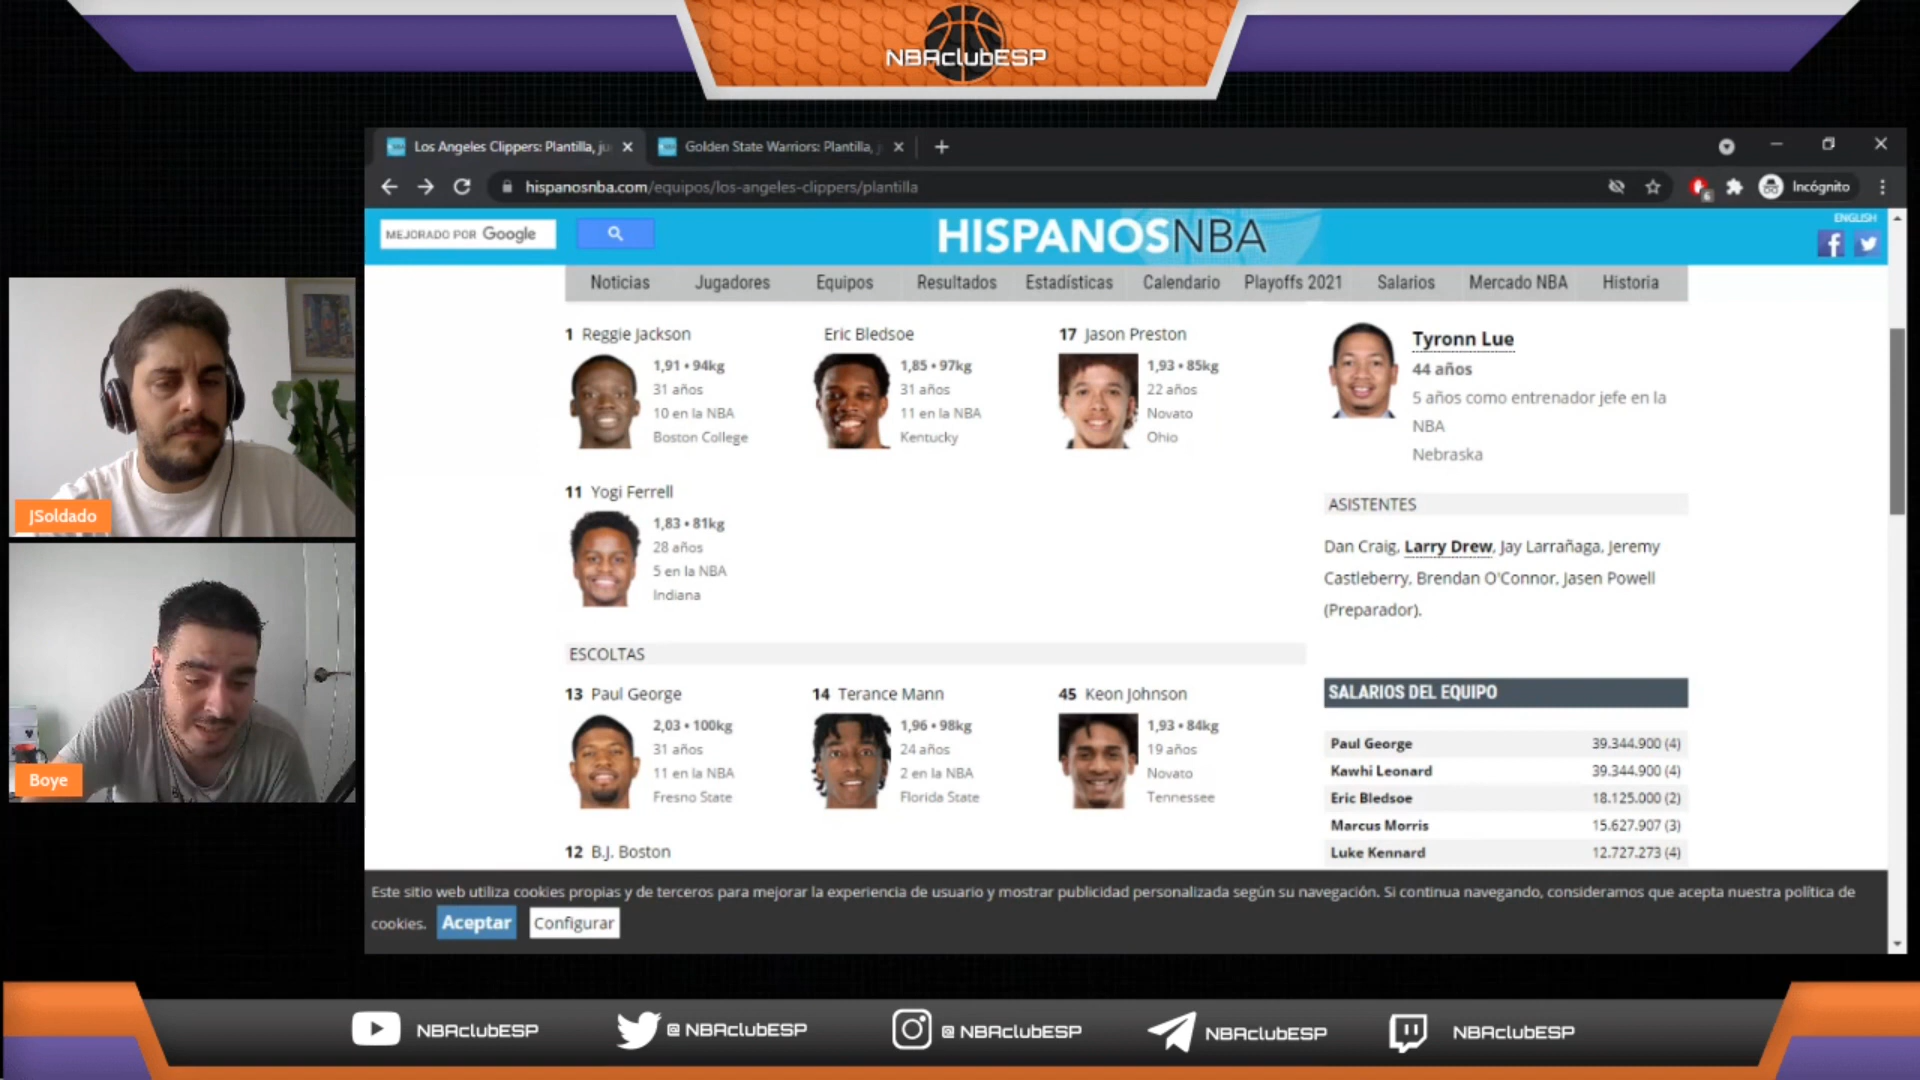 NBAclubESP
Los Angeles Clippers: Plantilla, ju
Golden State Warriors: Plantilla,
hispanosnba.com/equipos/los-angeles-clippers/plantilla
6
Incógnito
MEJORADO POR Google
HISPANOSNBA
ENGLISH
Noticias Jugadores Equipos Resultados Estadísticas Calendario Playoffs 2021 Salarios Mercado NBA Historia
1 Reggie Jackson
1,91 • 94kg
31 años
10 en la NBA
Boston College
Eric Bledsoe
1,85 • 97kg
31 años
11 en la NBA
Kentucky
17 Jason Preston
1,93 • 85kg
22 años
Novato
Ohio
11 Yogi Ferrell
1,83 • 81kg
28 años
5 en la NBA
Indiana
ESCOLTAS
13 Paul George
2,03 • 100kg
31 años
11 en la NBA
Fresno State
14 Terance Mann
1,96 • 98kg
24 años
2 en la NBA
Florida State
45 Keon Johnson
1,93 • 84kg
19 años
Novato
Tennessee
12 B.J. Boston
Tyronn Lue
44 años
5 años como entrenador jefe en la
NBA
Nebraska
ASISTENTES
Dan Craig, Larry Drew, Jay Larrañaga, Jeremy
Castleberry, Brendan O'Connor, Jasen Powell
(Preparador).
SALARIOS DEL EQUIPO
Paul George 39.344.900 (4)
Kawhi Leonard 39.344.900 (4)
Eric Bledsoe 18.125.000 (2)
Marcus Morris 15.627.907 (3)
Luke Kennard 12.727.273 (4)
Este sitio web utiliza cookies propias y de terceros para mejorar la experiencia de usuario y mostrar publicidad personalizada según su navegación. Si continua navegando, consideramos que acepta nuestra política de
cookies. Aceptar Configurar
JSoldado
Boye
NBAclubESP
@ NBAclubESP
@ NBAclubESP
NBAclubESP
NBAclubESP